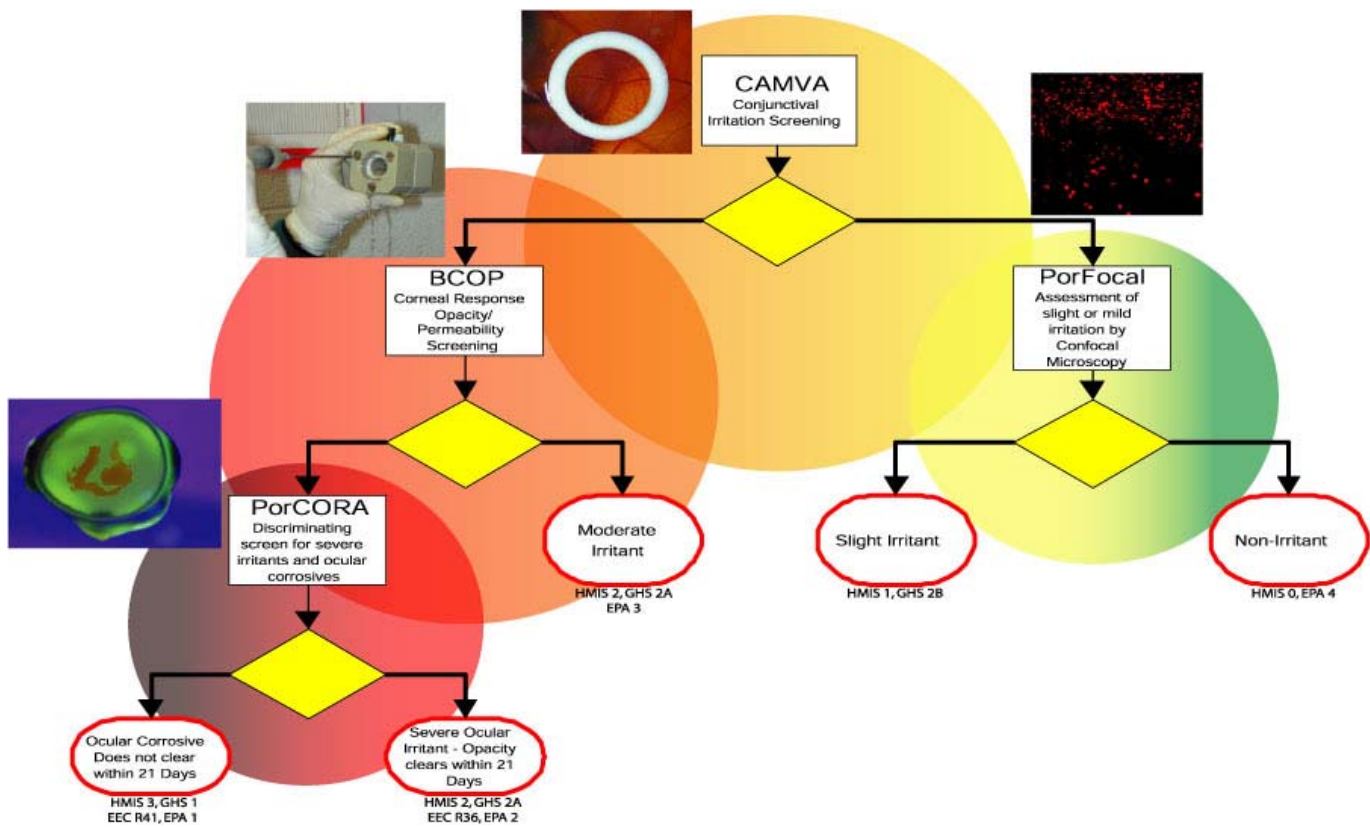 CAMVA
Conjunctival
Irritation Screening
BCOP
Corneal Response
Opacity/
Permeability
Screening
PorFocal
Assessment of
slight or mild
irritation by
Confocal
Microscopy
PorCORA
Discriminating
screen for severe
irritants and ocular
corrosives
Moderate
Irritant
HMIS 2, GHS 2A
EPA 3
Slight Irritant
HMIS 1, GHS 2B
Non-Irritant
HMIS 0, EPA 4
Ocular Corrosive
Does not clear
within 21 Days
HMIS 3, GHS 1
EEC R41, EPA 1
Severe Ocular
Irritant - Opacity
clears within 21
Days
HMIS 2, GHS 2A
EEC R36, EPA 2